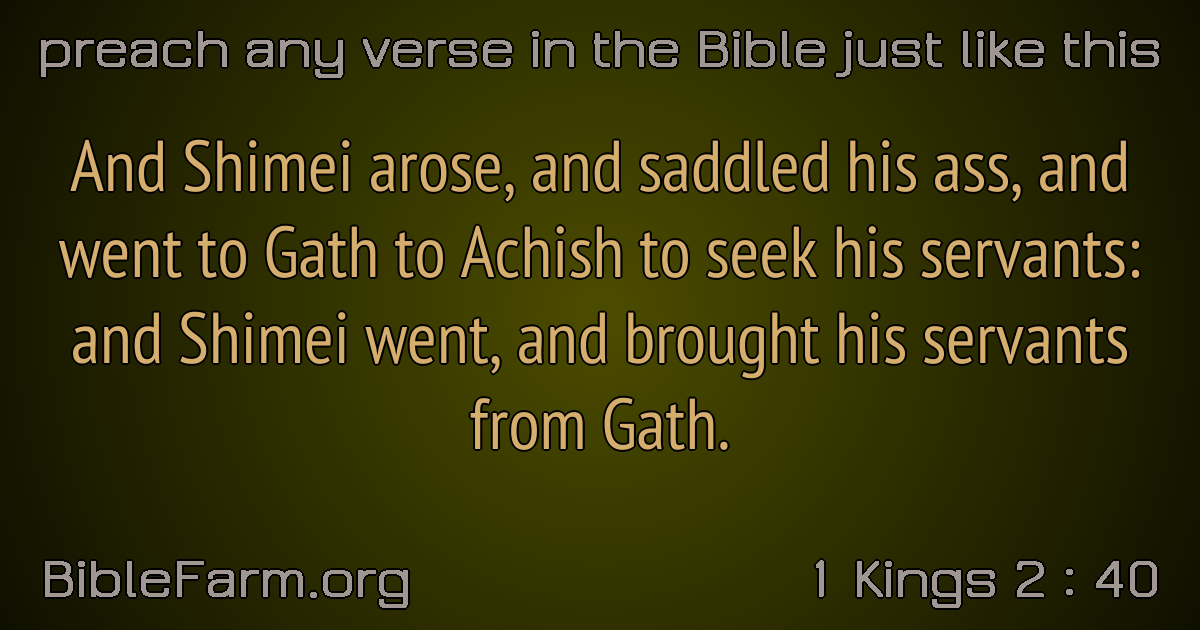 preach any verse in the Bible just like this
And Shimei arose, and saddled his ass, and
went to Gath to Achish to seek his servants:
and Shimei went, and brought his servants
from Gath.
BibleFarm.org
1 Kings 2 : 40